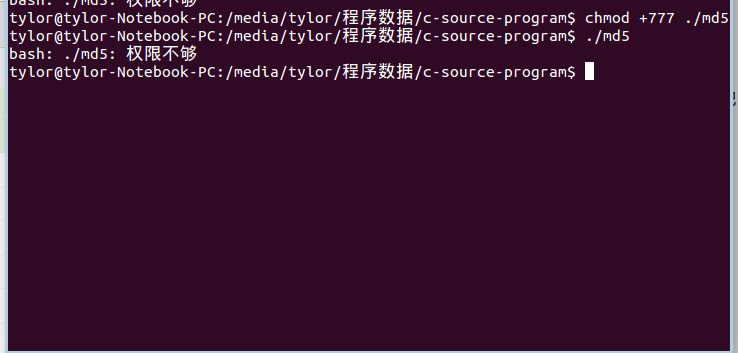 bash: ./md5: 权限不够
tylor@tylor-Notebook-PC:/media/tylor/程序数据/c-source-program$ chmod +777 ./md5
tylor@tylor-Notebook-PC:/media/tylor/程序数据/c-source-program$ ./md5
bash: ./md5: 权限不够
tylor@tylor-Notebook-PC:/media/tylor/程序数据/c-source-program$